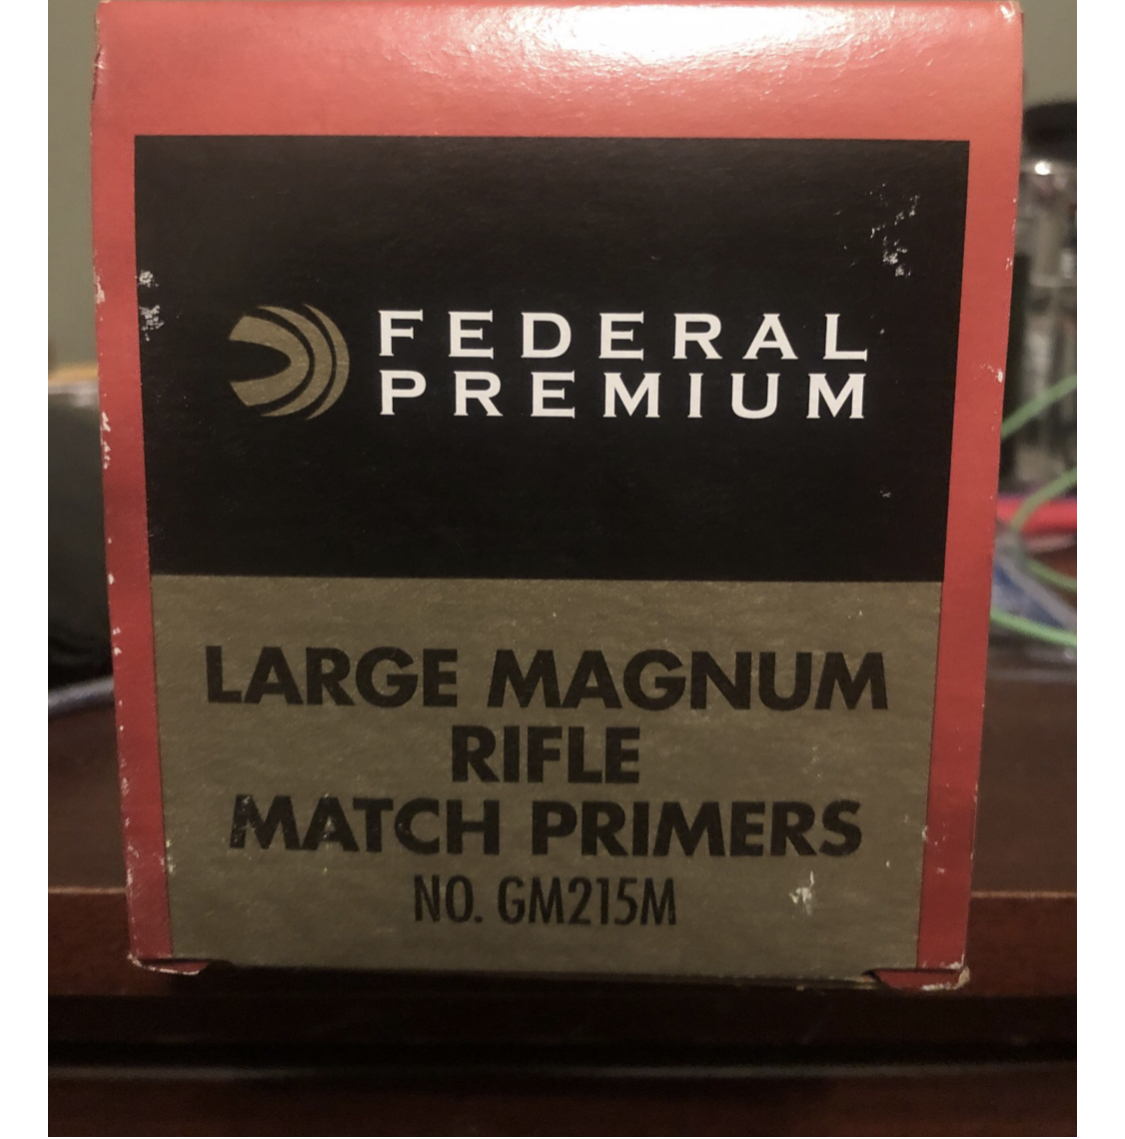 FEDERAL
PREMIUM
LARGE MAGNUM
RIFLE
MATCH PRIMERS
NO. GM215M